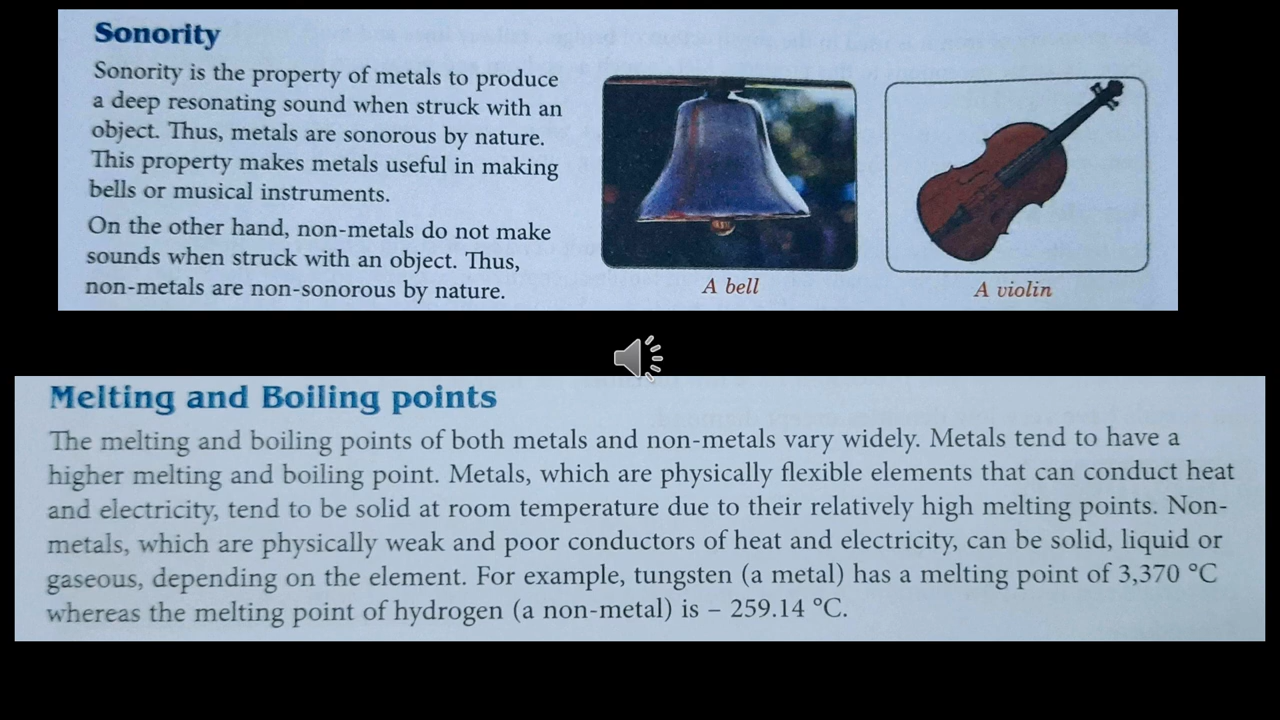 Sonority
Sonority is the property of metals to produce
a deep resonating sound when struck with an
object. Thus, metals are sonorous by nature.
This property makes metals useful in making
bells or musical instruments.
On the other hand, non-metals do not make
sounds when struck with an object. Thus,
non-metals are non-sonorous by nature.
A bell
A violin
Melting and Boiling points
The melting and boiling points of both metals and non-metals vary widely. Metals tend to have a
higher melting and boiling point. Metals, which are physically flexible elements that can conduct heat
and electricity, tend to be solid at room temperature due to their relatively high melting points. Non-
metals, which are physically weak and poor conductors of heat and electricity, can be solid, liquid or
gaseous, depending on the element. For example, tungsten (a metal) has a melting point of 3,370 °C
whereas the melting point of hydrogen (a non-metal) is – 259.14 °C.